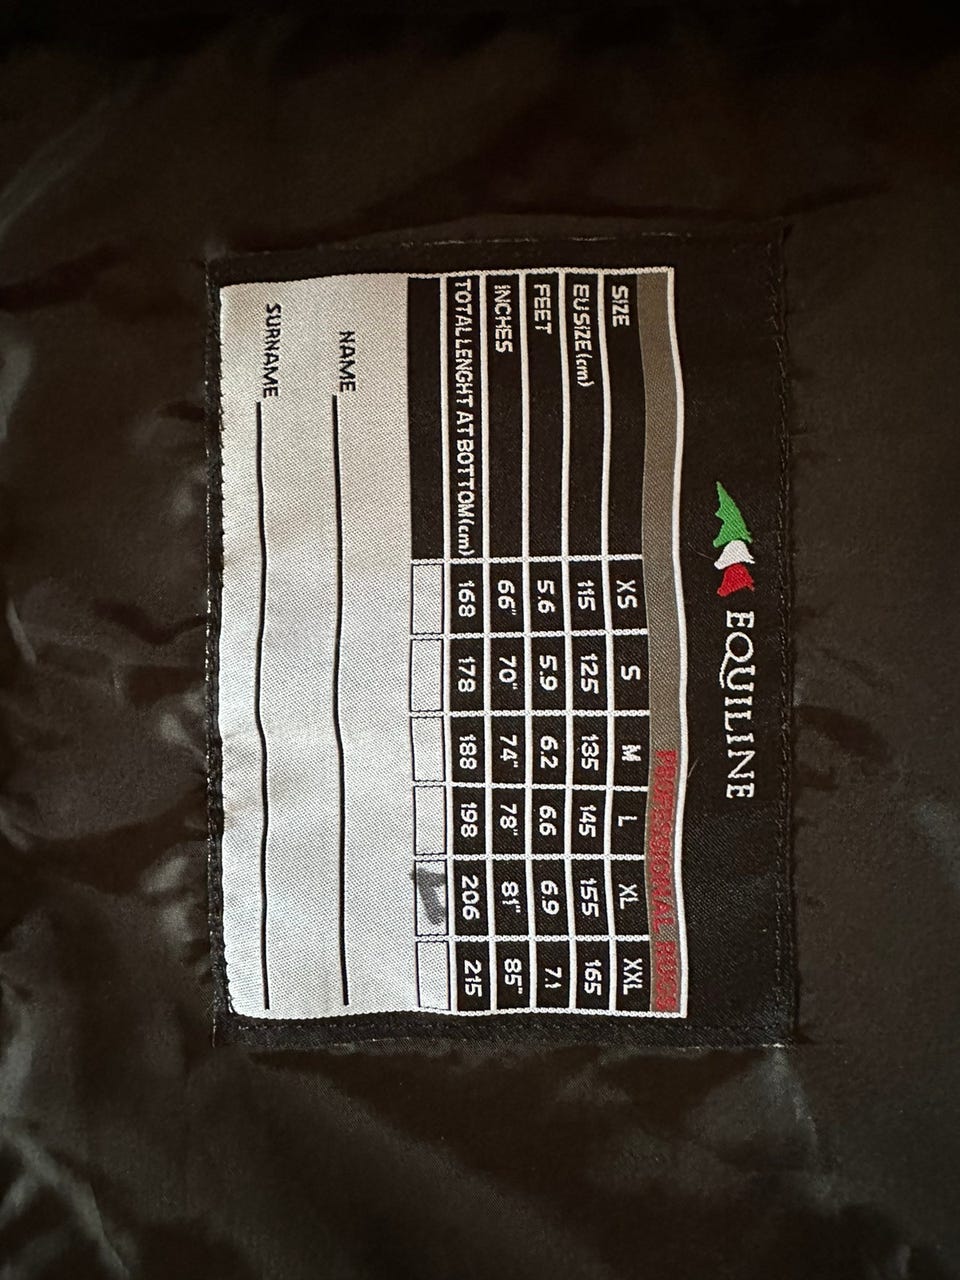 EQUILINE
PROFESSIONAL RUGS
SIZE XS S M L XL XXL
EU SIZE (cm) 115 125 135 145 155 165
FEET 5.6 5.9 6.2 6.6 6.9 7.1
INCHES 66" 70" 74" 78" 81" 85"
TOTAL LENGHT AT BOTTOM(cm) 168 178 188 198 206 215
NAME
SURNAME